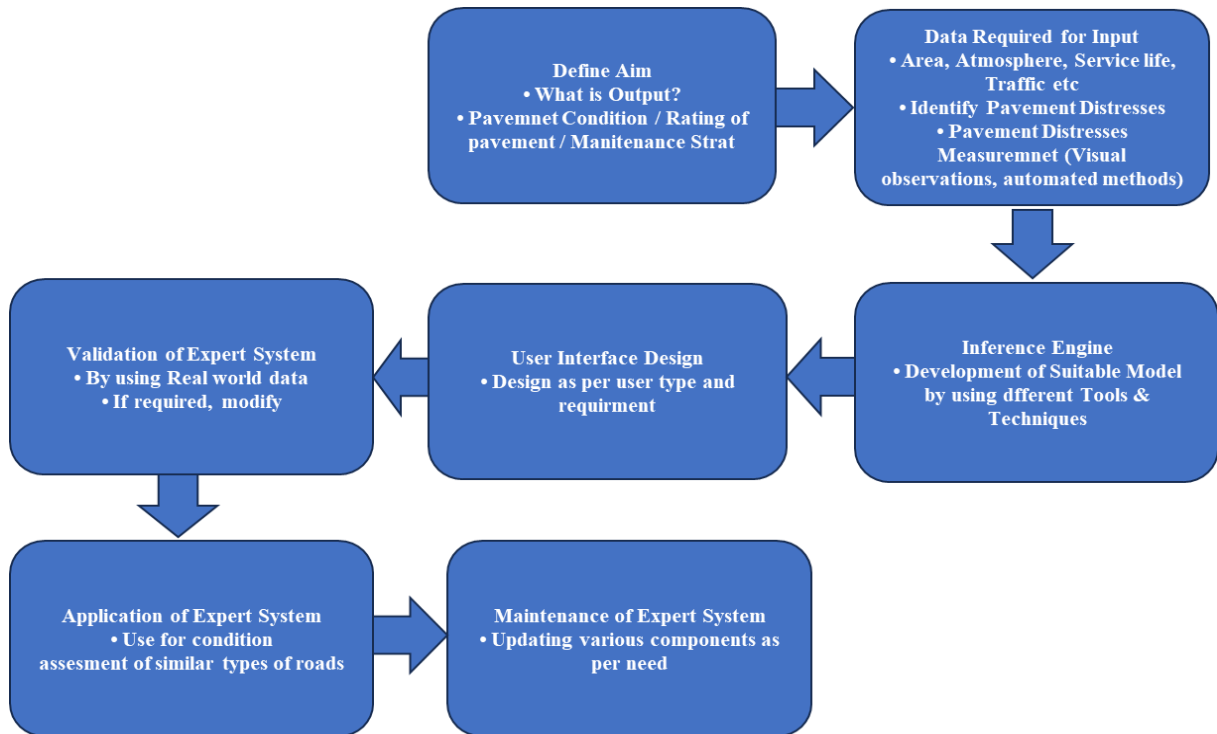 Define Aim
• What is Output?
• Pavemnet Condition / Rating of
pavement / Manitenance Strat
Data Required for Input
• Area, Atmosphere, Service life,
Traffic etc
• Identify Pavement Distresses
• Pavement Distresses
Measuremnet (Visual
observations, automated methods)
Inference Engine
• Development of Suitable Model
by using dfferent Tools &
Techniques
User Interface Design
• Design as per user type and
requirment
Validation of Expert System
• By using Real world data
• If required, modify
Application of Expert System
• Use for condition
assesment of similar types of roads
Maintenance of Expert System
• Updating various components as
per need